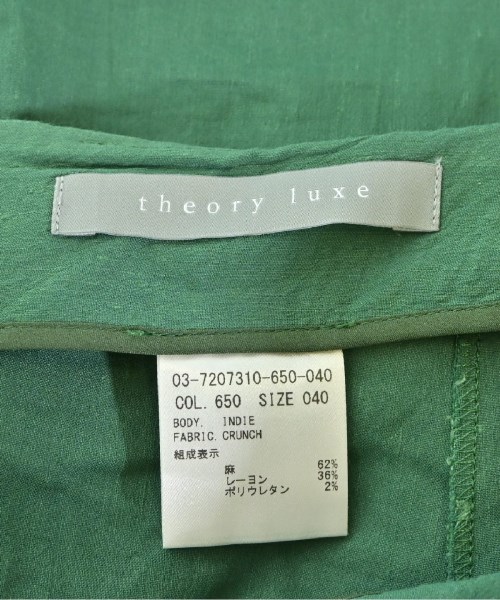 theory luxe
03-7207310-650-040
COL. 650 SIZE 040
BODY. INDIE
FABRIC. CRUNCH
組成表示
麻 62%
レーヨン 36%
ポリウレタン 2%